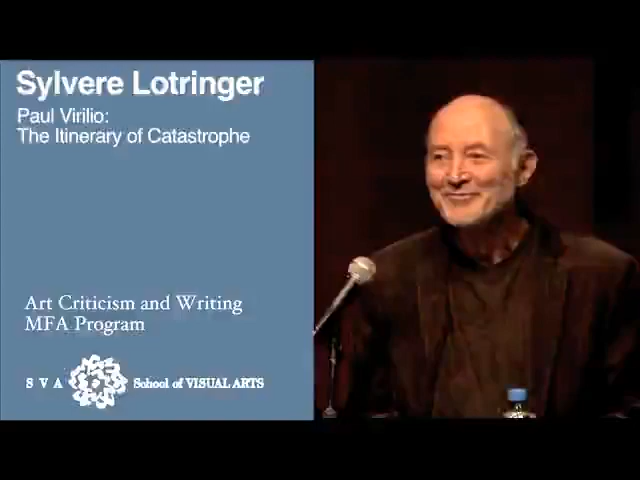 Sylvere Lotringer
Paul Virilio:
The Itinerary of Catastrophe
Art Criticism and Writing
MFA Program
S V A School of VISUAL ARTS